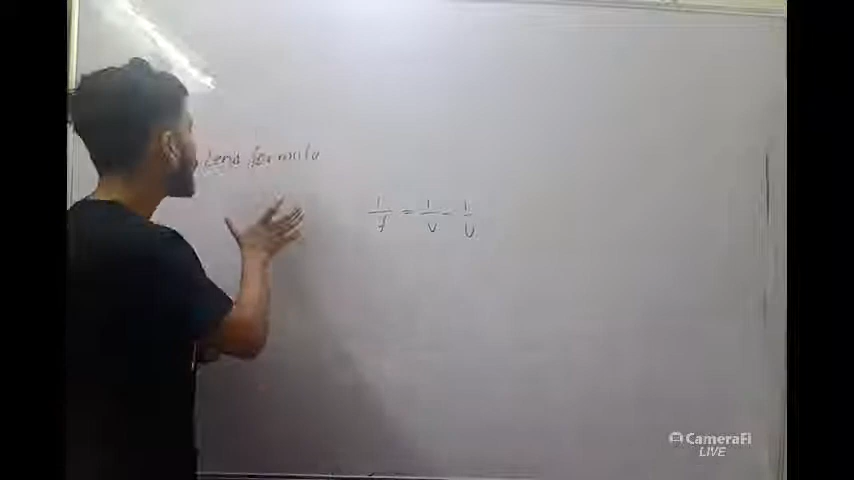 Lens formula
1/f = 1/v - 1/u
CameraFi
LIVE